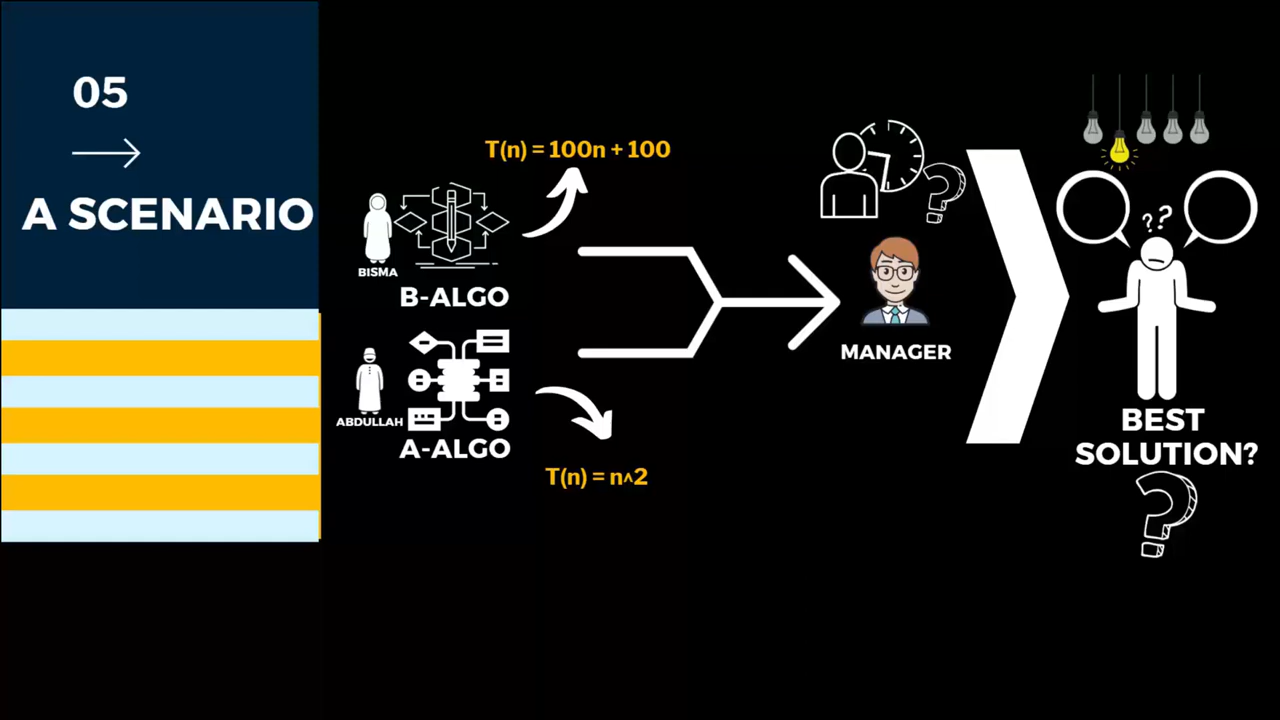 05
A SCENARIO
T(n) = 100n + 100
BISMA
B-ALGO
ABDULLAH
A-ALGO
T(n) = n^2
MANAGER
? ?
BEST
SOLUTION?
?
?